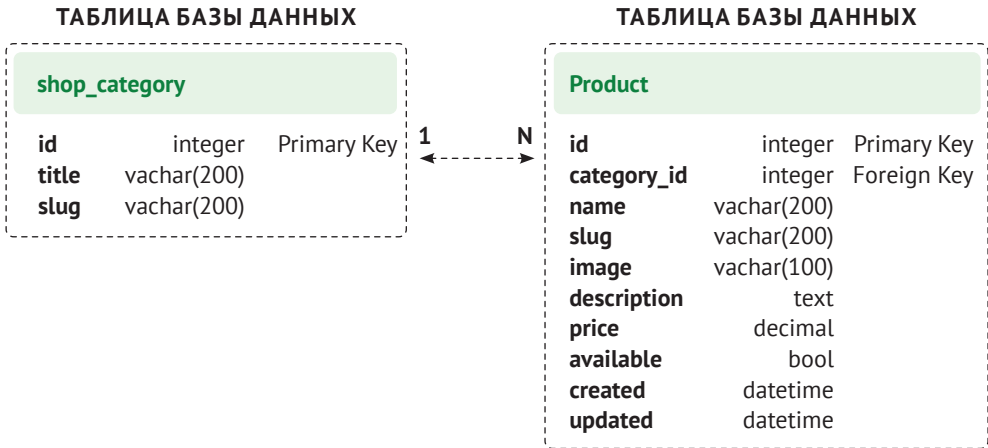 ТАБЛИЦА БАЗЫ ДАННЫХ
shop_category
id integer Primary Key
title vachar(200)
slug vachar(200)
1 N
ТАБЛИЦА БАЗЫ ДАННЫХ
Product
id integer Primary Key
category_id integer Foreign Key
name vachar(200)
slug vachar(200)
image vachar(100)
description text
price decimal
available bool
created datetime
updated datetime